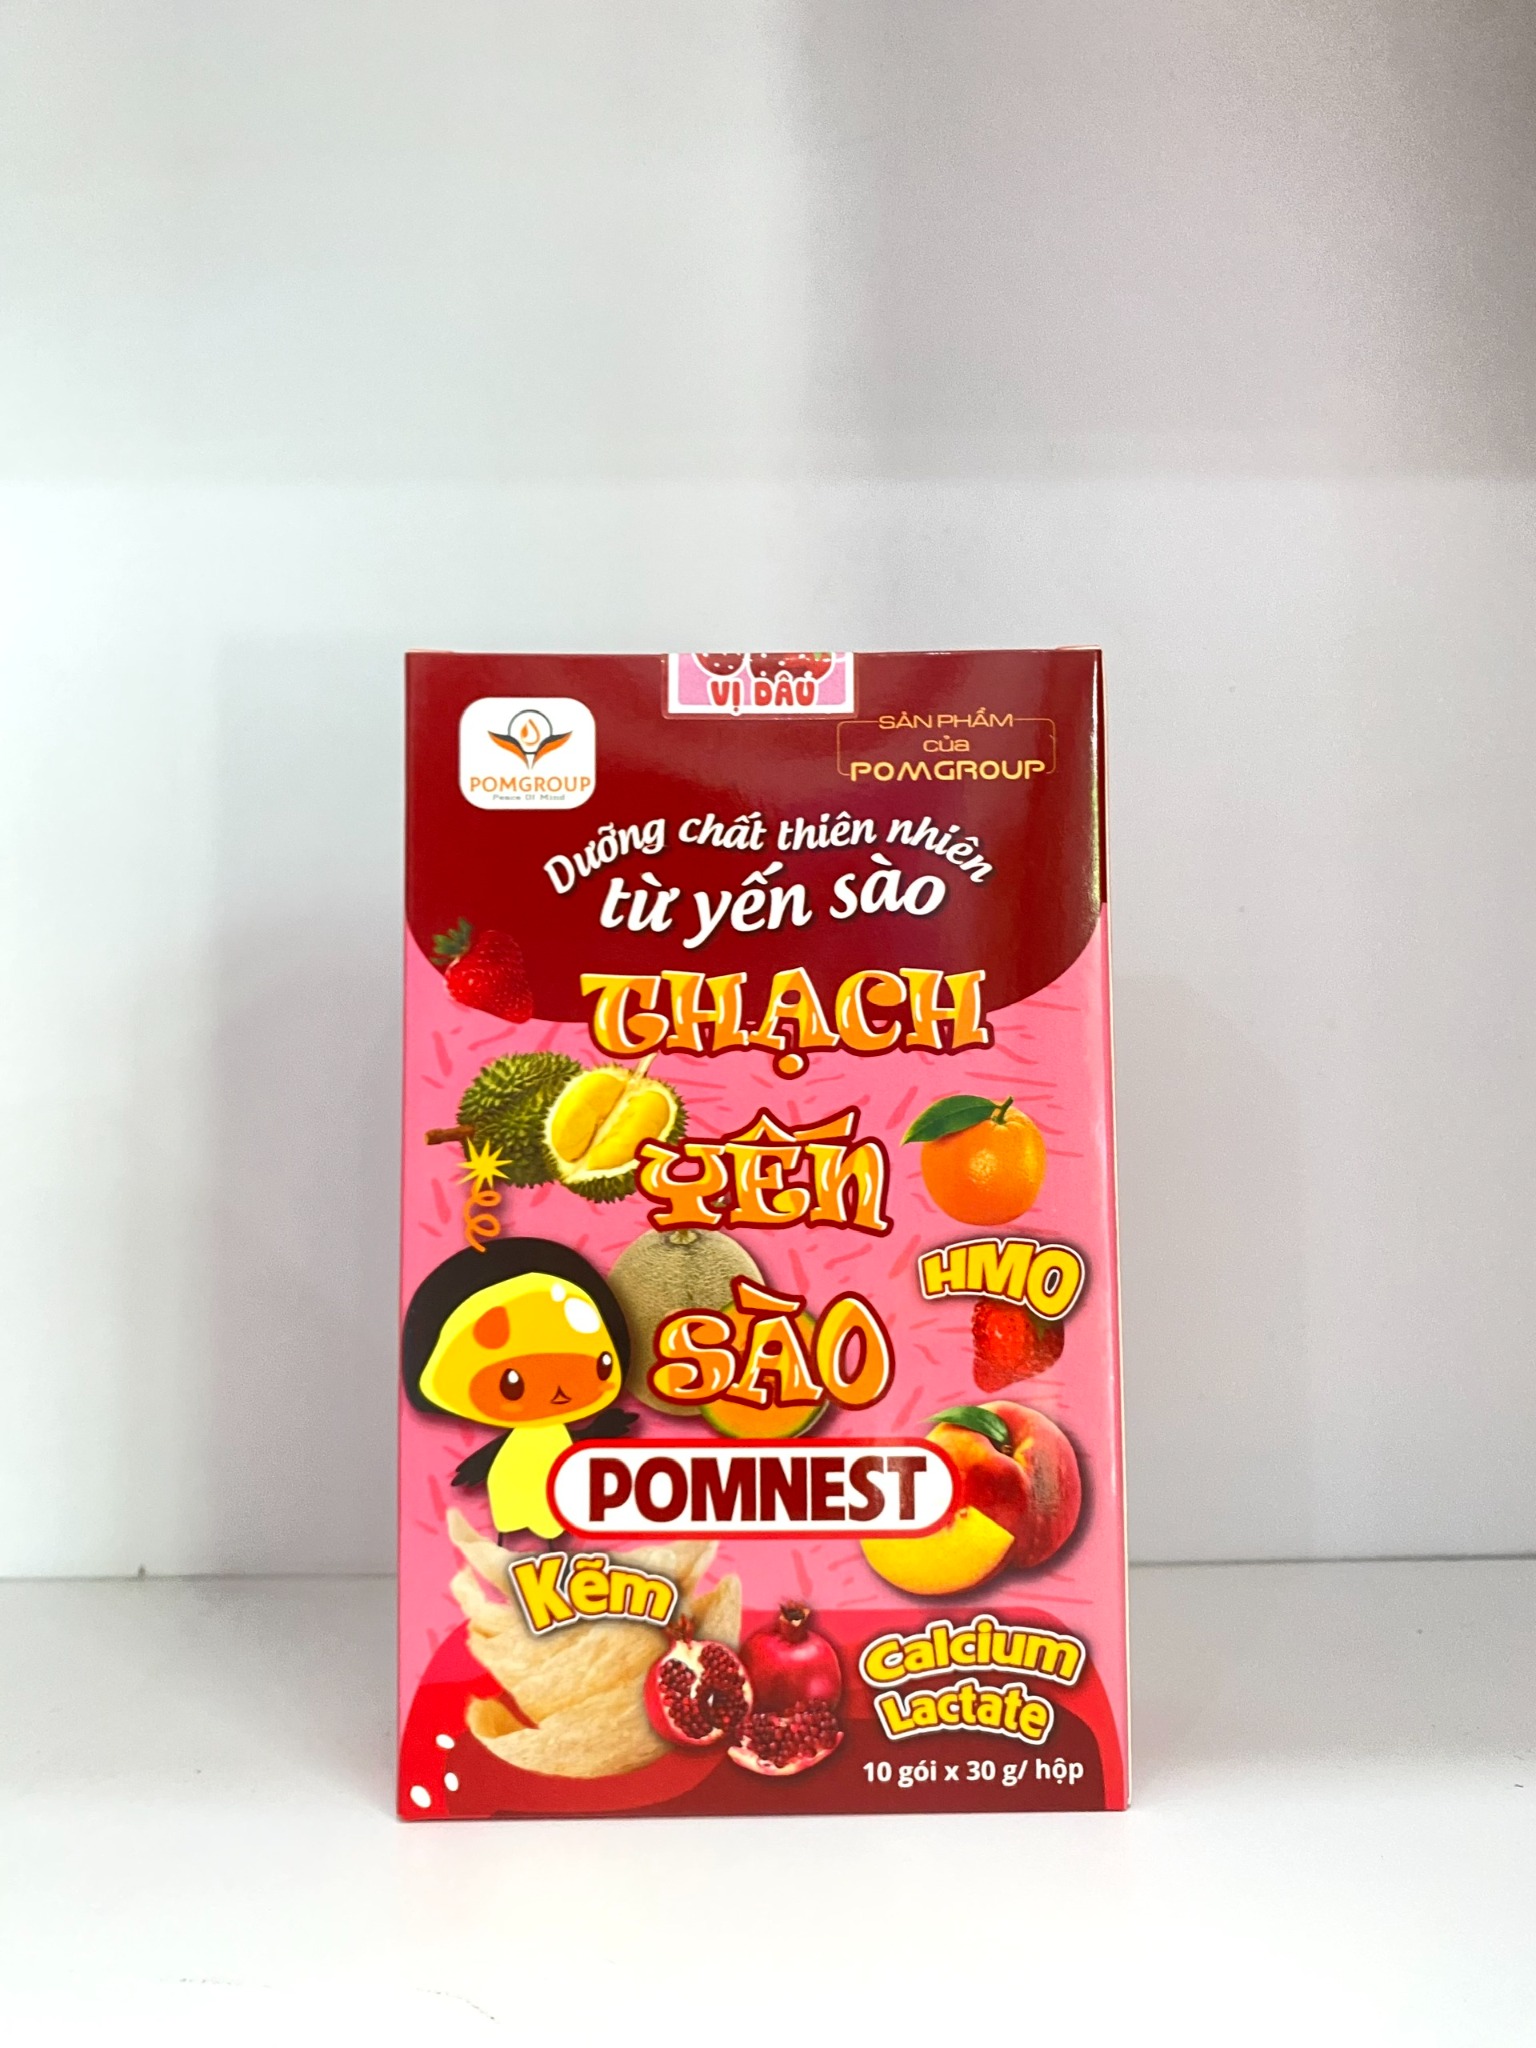 VỊ DÂU
POMGROUP
Peace Of Mind
SẢN PHẨM
của
POMGROUP
Dưỡng chất thiên nhiên
từ yến sào
THẠCH
YẾN
SÀO
HMO
POMNEST
Kẽm
Calcium
Lactate
10 gói x 30 g/ hộp